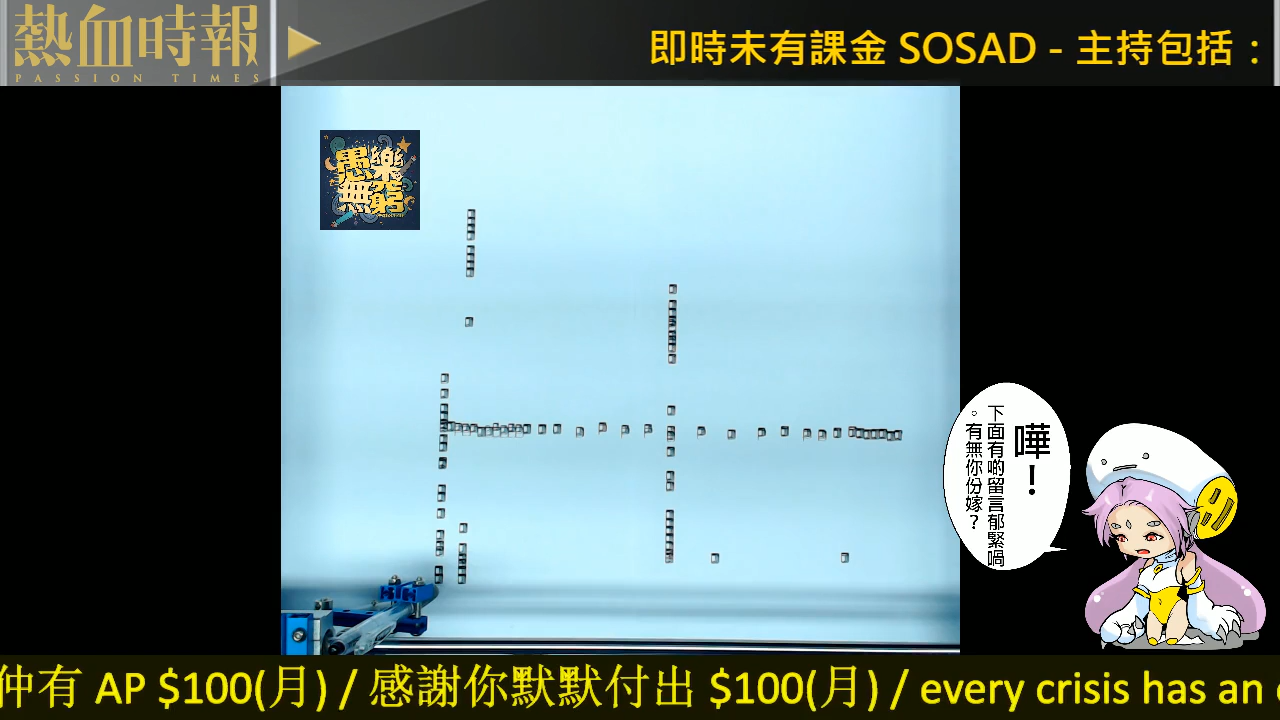 熱血時報
PASSION TIMES
即時未有課金 SOSAD - 主持包括：
愚樂
無窮
嘩！
下面有啲留言郁緊喎
。有無你份嫁？
仲有 AP $100(月) / 感謝你默默付出 $100(月) / every crisis has an